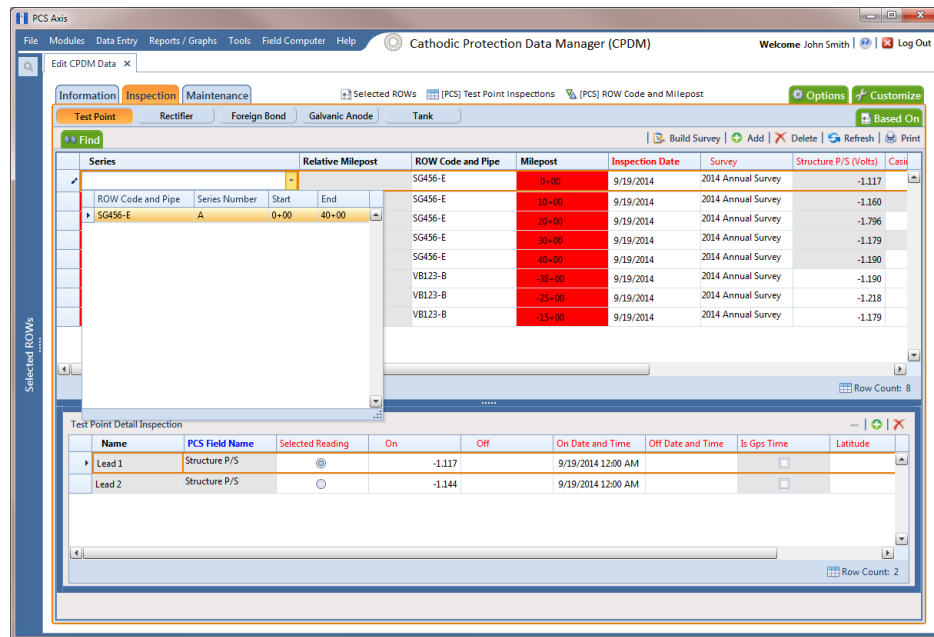 PCS Axis
File Modules Data Entry Reports / Graphs Tools Field Computer Help Cathodic Protection Data Manager (CPDM) Welcome John Smith | | Log Out
Edit CPDM Data x
Information Inspection Maintenance Selected ROWs [PCS] Test Point Inspections [PCS] ROW Code and Milepost Options Customize
Test Point Rectifier Foreign Bond Galvanic Anode Tank Based On
Find | Build Survey | Add | Delete | Refresh | Print
Series Relative Milepost ROW Code and Pipe Milepost Inspection Date Survey Structure P/S (Volts)
SG456-E 0+00 9/19/2014 2014 Annual Survey -1.117
ROW Code and Pipe Series Number Start End
SG456-E A 0+00 40+00
SG456-E 10+00 9/19/2014 2014 Annual Survey -1.160
SG456-E 20+00 9/19/2014 2014 Annual Survey -1.796
SG456-E 30+00 9/19/2014 2014 Annual Survey -1.179
SG456-E 40+00 9/19/2014 2014 Annual Survey -1.190
VB123-B -38+00 9/19/2014 2014 Annual Survey -1.190
VB123-B -25+00 9/19/2014 2014 Annual Survey -1.218
VB123-B -15+00 9/19/2014 2014 Annual Survey -1.179
Selected ROWs
Row Count: 8
Test Point Detail Inspection
Name PCS Field Name Selected Reading On Off On Date and Time Off Date and Time Is Gps Time Latitude
Lead 1 Structure P/S -1.117 9/19/2014 12:00 AM
Lead 2 Structure P/S -1.144 9/19/2014 12:00 AM
Row Count: 2